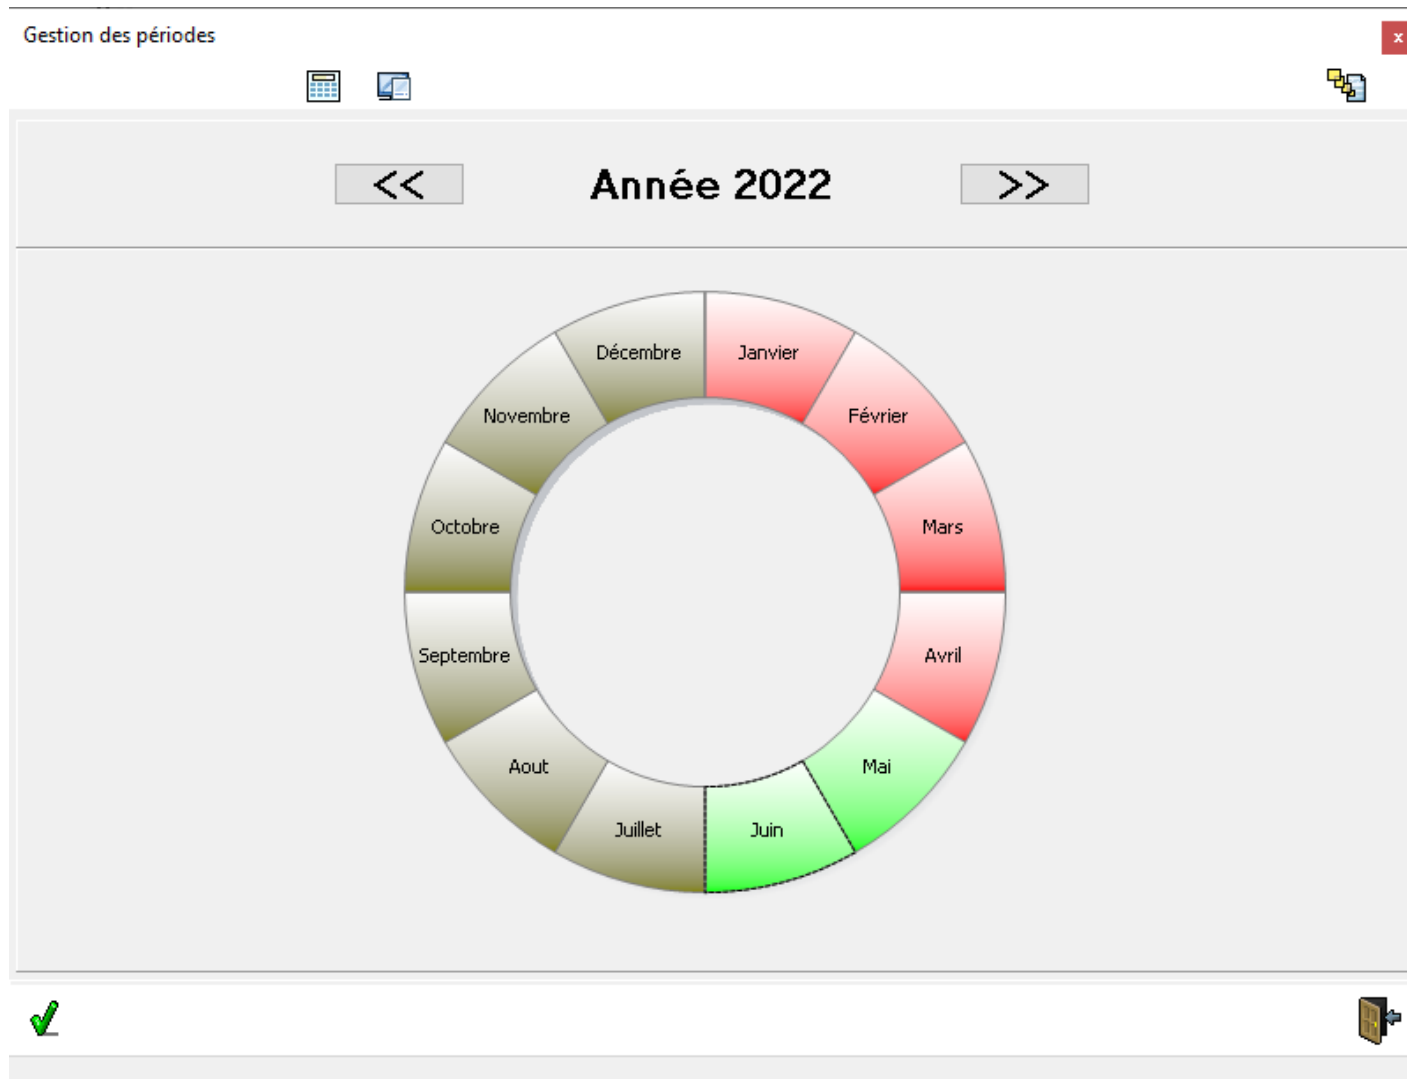 Gestion des périodes
x
<< Année 2022 >>
Décembre
Janvier
Novembre
Février
Octobre
Mars
Septembre
Avril
Aout
Mai
Juillet
Juin